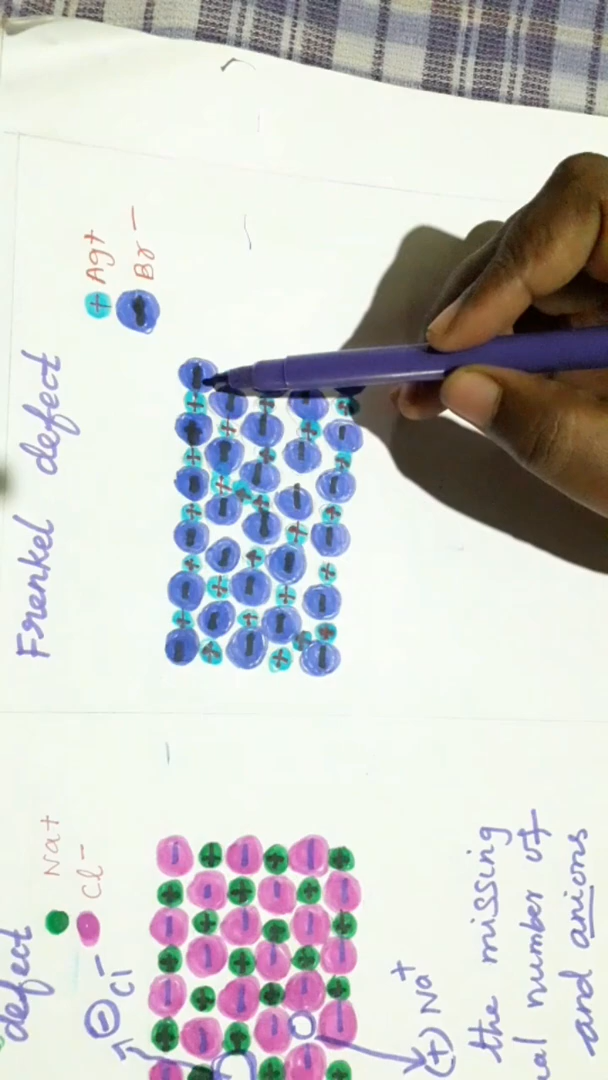 Frenkel defect
+ Ag+
- Br-
defect
Na+
Cl-
- Cl-
(+) Na+
the missing
number of
and anions